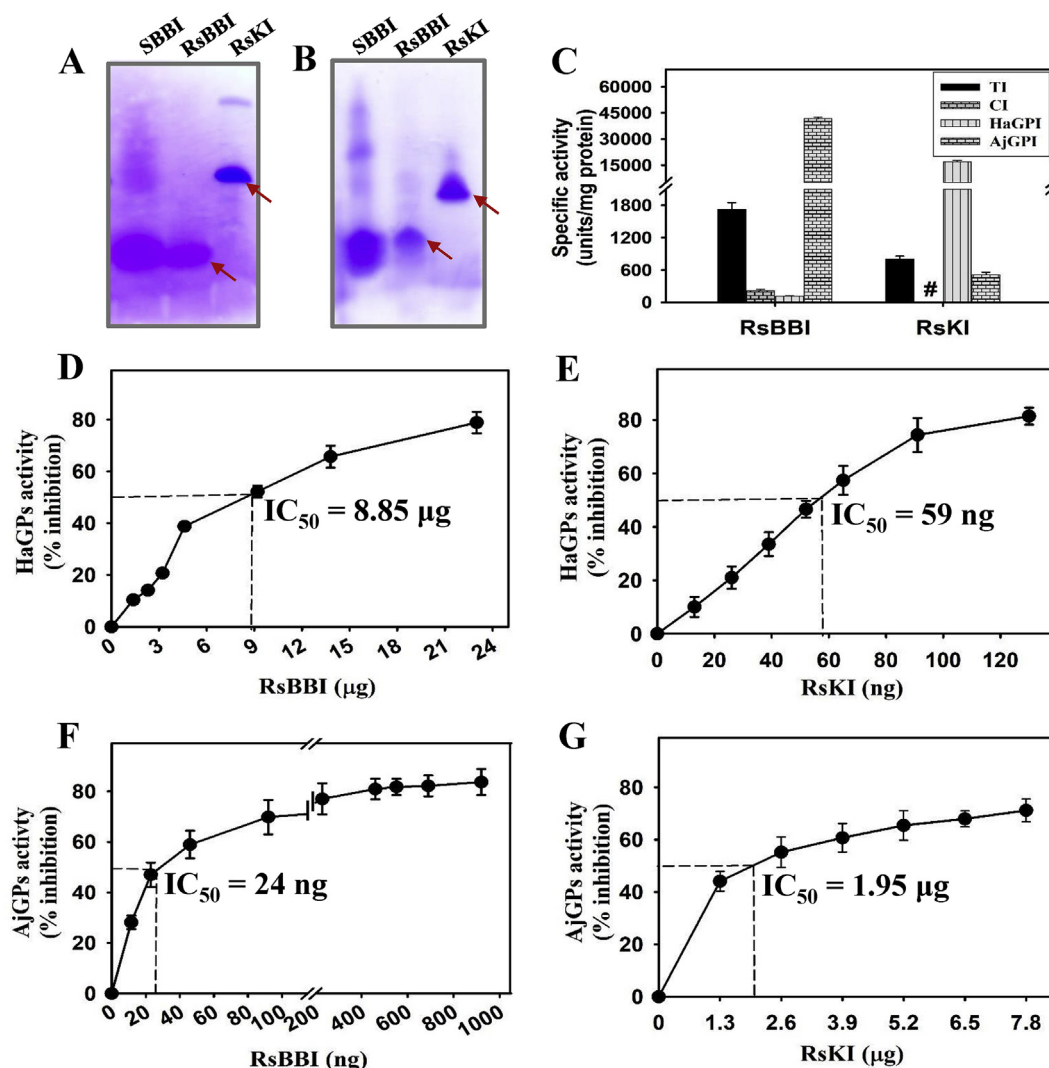 A
SBBI
RsBBI
RsKI
B
SBBI
RsBBI
RsKI
C
Specific activity
(units/mg protein)
60000
45000
30000
15000
1800
1200
600
0
TI
CI
HaGPI
AjGPI
#
RsBBI
RsKI
D
HaGPs activity
(% inhibition)
80
60
40
20
0
IC50 = 8.85 µg
0 3 6 9 12 15 18 21 24
RsBBI (µg)
E
HaGPs activity
(% inhibition)
80
60
40
20
0
IC50 = 59 ng
0 20 40 60 80 100 120
RsKI (ng)
F
AjGPs activity
(% inhibition)
80
60
40
20
0
IC50 = 24 ng
0 20 40 60 80 100 200 400 600 800 1000
RsBBI
(ng)
G
AjGPs activity
(% inhibition)
80
60
40
20
0
IC50 = 1.95 µg
0 1.3 2.6 3.9 5.2 6.5 7.8
RsKI (µg)